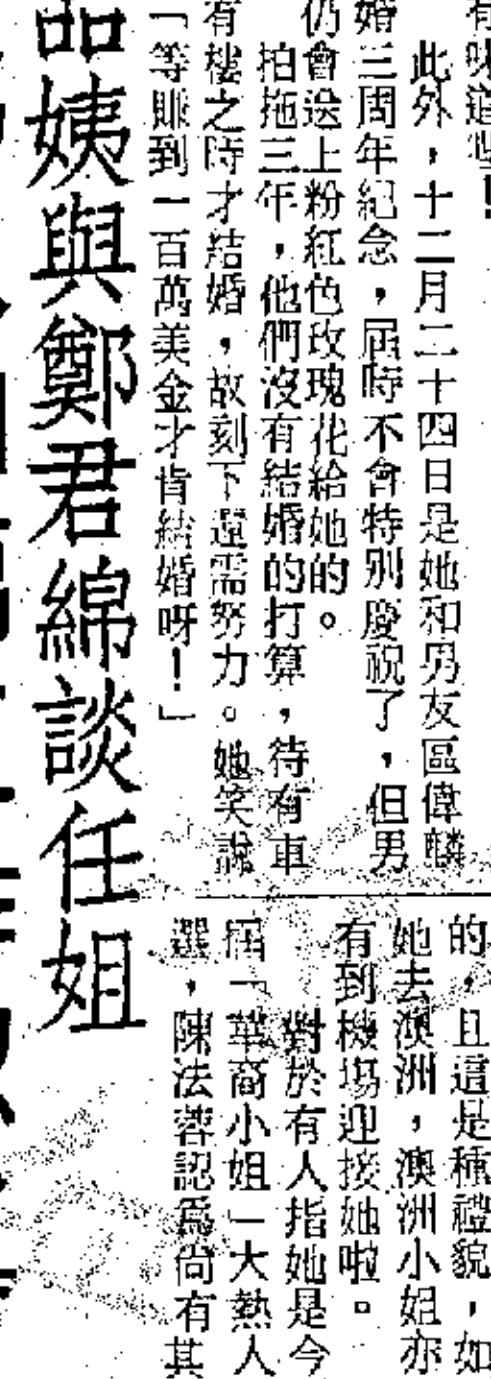 有味道哩！
此外，十二月二十四日是她和男友區偉麟
婚三周年紀念，屆時不會特別慶祝了，但男
仍會送上粉紅色玫瑰花給她的。
拍拖三年，他們沒有結婚的打算，待有車
有樓之時才結婚，故刻下還需努力。她笑說
「等賺到一百萬美金才肯結婚呀！」
的，且這是種禮貌，如
她去澳洲，澳洲小姐亦
有到機場迎接她啦。
對於有人指她是今
屆「華商小姐」大熱人
選，陳法蓉認爲尚有其
姨與鄭君綿談任姐